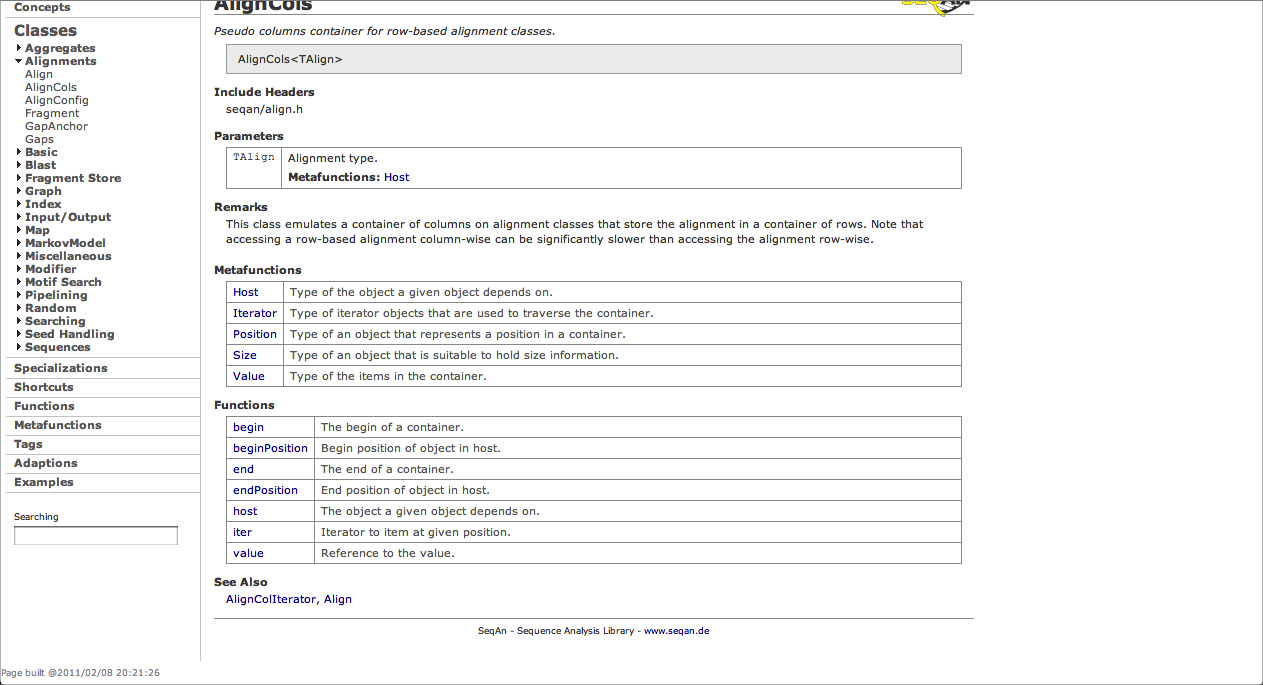 Concepts
Classes
Aggregates
Alignments
Align
AlignCols
AlignConfig
Fragment
GapAnchor
Gaps
Basic
Blast
Fragment Store
Graph
Index
Input/Output
Map
MarkovModel
Miscellaneous
Modifier
Motif Search
Pipelining
Random
Searching
Seed Handling
Sequences
Specializations
Shortcuts
Functions
Metafunctions
Tags
Adaptions
Examples
Searching
AlignCols
SeqAn
Pseudo columns container for row-based alignment classes.
AlignCols<TAlign>
Include Headers
seqan/align.h
Parameters
TAlign Alignment type.
Metafunctions: Host
Remarks
This class emulates a container of columns on alignment classes that store the alignment in a container of rows. Note that
accessing a row-based alignment column-wise can be significantly slower than accessing the alignment row-wise.
Metafunctions
Host Type of the object a given object depends on.
Iterator Type of iterator objects that are used to traverse the container.
Position Type of an object that represents a position in a container.
Size Type of an object that is suitable to hold size information.
Value Type of the items in the container.
Functions
begin The begin of a container.
beginPosition Begin position of object in host.
end The end of a container.
endPosition End position of object in host.
host The object a given object depends on.
iter Iterator to item at given position.
value Reference to the value.
See Also
AlignColIterator, Align
SeqAn - Sequence Analysis Library - www.seqan.de
Page built @2011/02/08 20:21:26